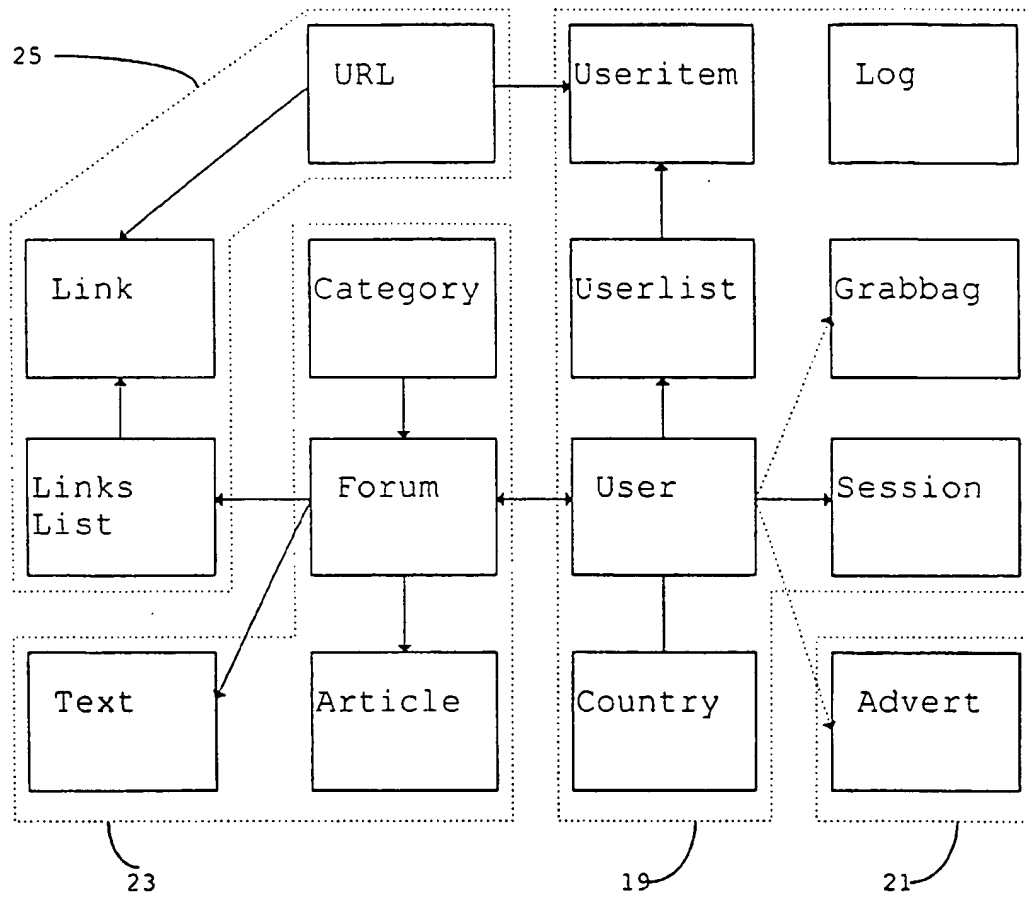 25
URL
Useritem
Log
Link
Category
Userlist
Grabbag
Links
List
Forum
User
Session
Text
Article
Country
Advert
23
19
21